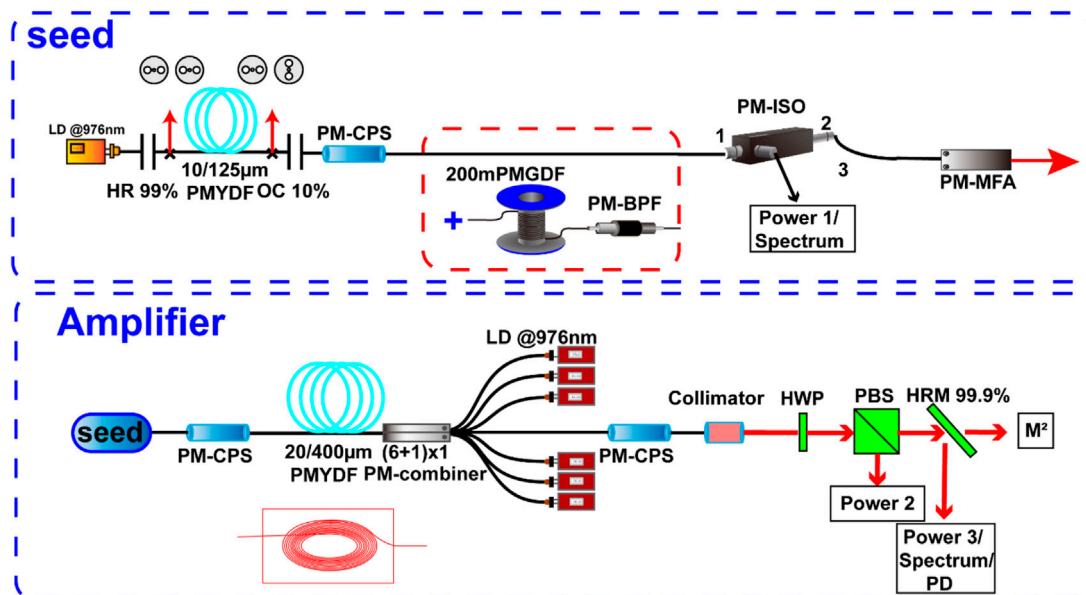 seed
LD @976nm
HR 99%
10/125μm
PMYDF
OC 10%
PM-CPS
200mPMGDF
+
PM-BPF
PM-ISO
1
2
3
Power 1/
Spectrum
PM-MFA
Amplifier
seed
PM-CPS
20/400μm
PMYDF
(6+1)x1
PM-combiner
LD @976nm
PM-CPS
Collimator
HWP
PBS
HRM 99.9%
M²
Power 2
Power 3/
Spectrum/
PD